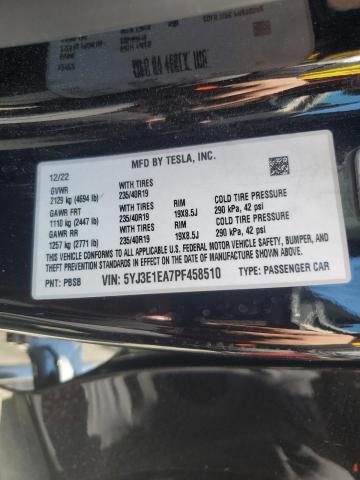 MFD BY TESLA, INC.
12/22
GVWR WITH TIRES
2129 kg (4694 lb) 235/40R19 RIM COLD TIRE PRESSURE
GAWR FRT WITH TIRES 19X8.5J 290 kPa, 42 psi
1110 kg (2447 lb) 235/40R19 RIM COLD TIRE PRESSURE
GAWR RR WITH TIRES 19X8.5J 290 kPa, 42 psi
1257 kg (2771 lb) 235/40R19
THIS VEHICLE CONFORMS TO ALL APPLICABLE U.S. FEDERAL MOTOR VEHICLE SAFETY, BUMPER, AND
THEFT PREVENTION STANDARDS IN EFFECT ON THE DATE OF MANUFACTURE SHOWN ABOVE.
PNT: PBSB VIN: 5YJ3E1EA7PF458510 TYPE: PASSENGER CAR